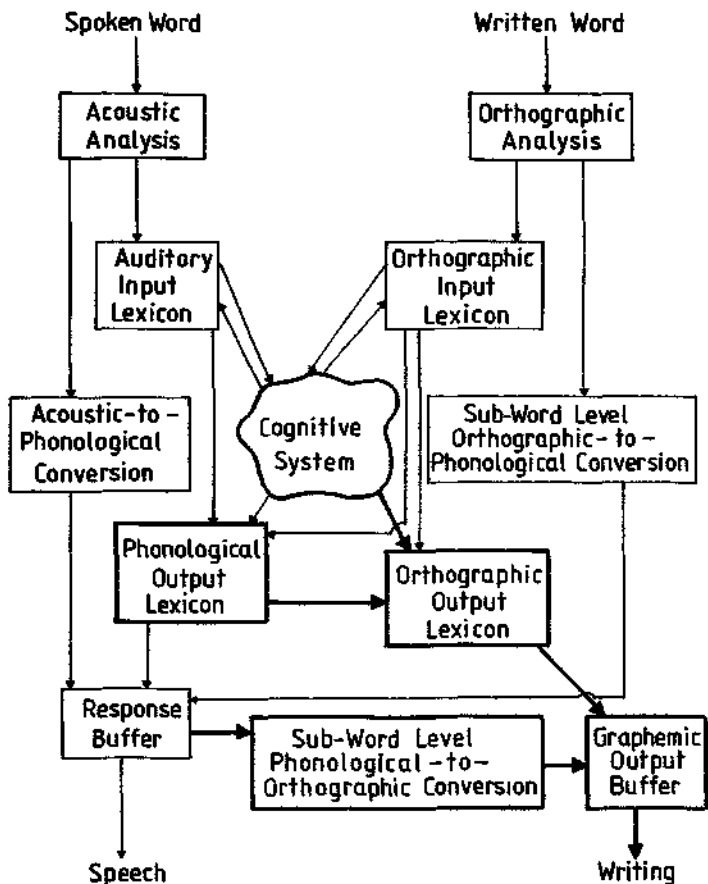 Spoken Word
Written Word
Acoustic
Analysis
Orthographic
Analysis
Auditory
Input
Lexicon
Orthographic
Input
Lexicon
Acoustic-to-
Phonological
Conversion
Cognitive
System
Sub-Word Level
Orthographic-to-
Phonological Conversion
Phonological
Output
Lexicon
Orthographic
Output
Lexicon
Response
Buffer
Sub-Word Level
Phonological-to-
Orthographic Conversion
Graphemic
Output
Buffer
Speech
Writing